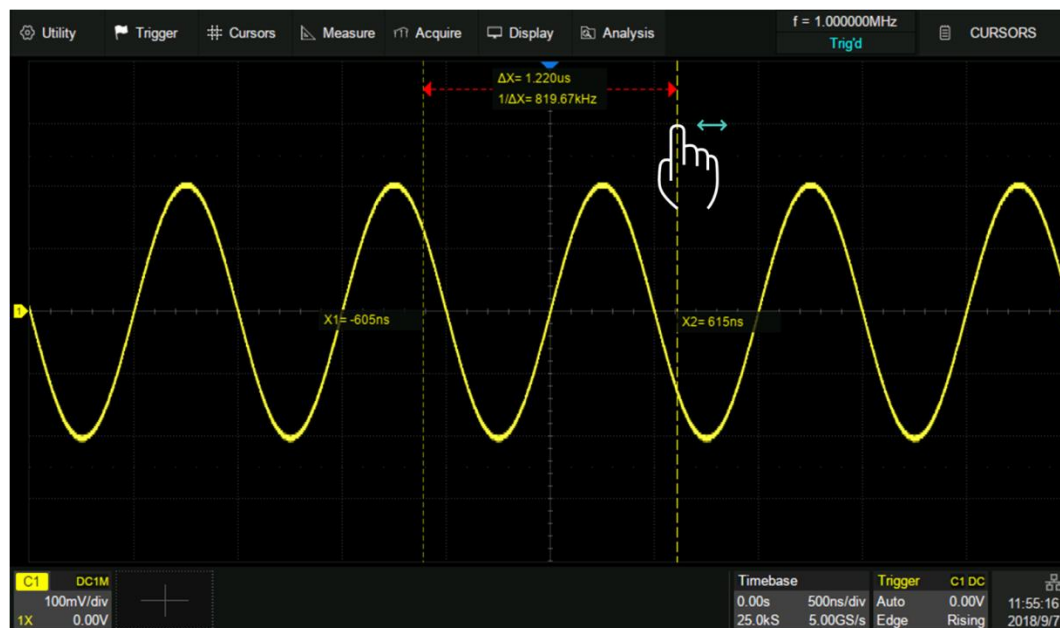 Utility
Trigger
Cursors
Measure
Acquire
Display
Analysis
f = 1.000000MHz
Trig'd
CURSORS
ΔX= 1.220us
1/ΔX= 819.67kHz
1
X1= -605ns
X2= 615ns
C1 DC1M
100mV/div
1X 0.00V
Timebase
0.00s 500ns/div
25.0kS 5.00GS/s
Trigger C1 DC
Auto 0.00V
Edge Rising
11:55:16
2018/9/7